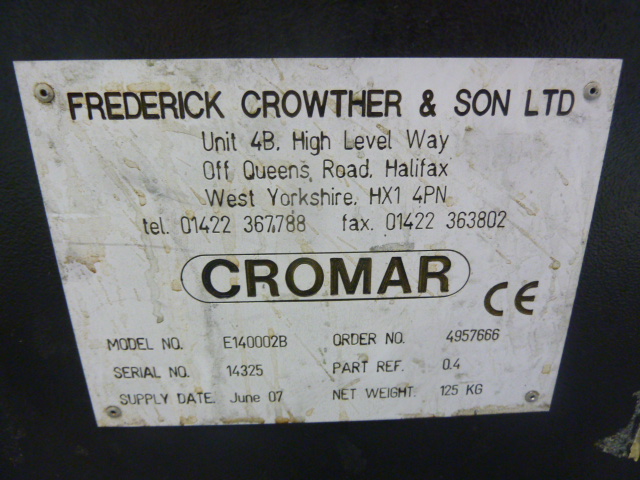 FREDERICK CROWTHER & SON LTD
Unit 4B, High Level Way
Off Queens, Road, Halifax
West Yorkshire, HX1 4PN
tel. 01422 367788 fax. 01422 363802
CROMAR
CE
MODEL NO. E140002B ORDER NO. 4957666
SERIAL NO. 14325 PART REF. 0.4
SUPPLY DATE. June 07 NET WEIGHT. 125 KG